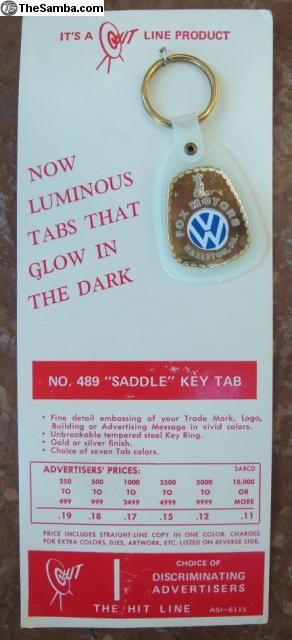 TheSamba.com
IT'S A HIT LINE PRODUCT
NOW
LUMINOUS
TABS THAT
GLOW IN
THE DARK
FOX MOTORS
VW
HAZLETON, PA.
NO. 489 "SADDLE" KEY TAB
* Fine detail embossing of your Trade Mark, Logo,
Building or Advertising Message in vivid colors.
* Unbreakable tempered steel Key Ring.
* Gold or silver finish.
* Choice of seven Tab colors.
ADVERTISERS' PRICES: 3ABCD
250 500 1000 2500 5000 10,000
TO TO TO TO TO OR
499 999 2499 4999 9999 MORE
.19 .18 .17 .15 .12 .11
PRICE INCLUDES STRAIGHT-LINE COPY IN ONE COLOR. CHARGES
FOR EXTRA COLORS, DIES, ARTWORK, ETC. LISTED ON REVERSE SIDE.
HIT
CHOICE OF
DISCRIMINATING
ADVERTISERS
THE HIT LINE ASI-6115